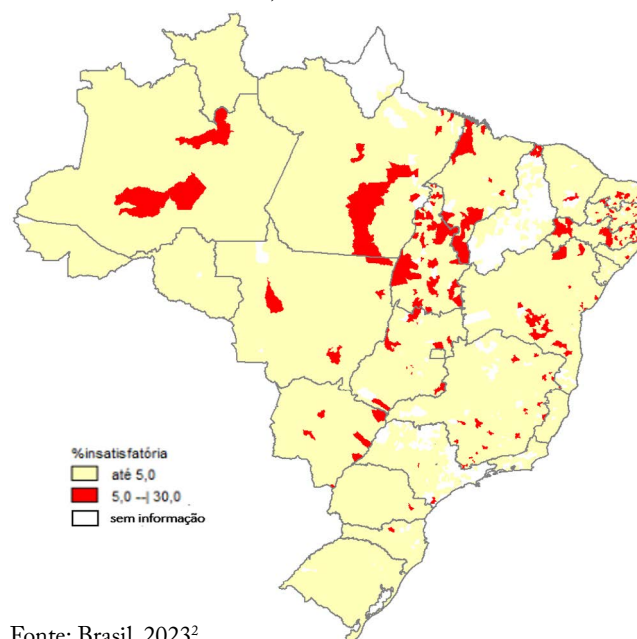 %insatisfatória
até 5,0
5,0 --| 30,0
sem informação
Fonte: Brasil, 2023²